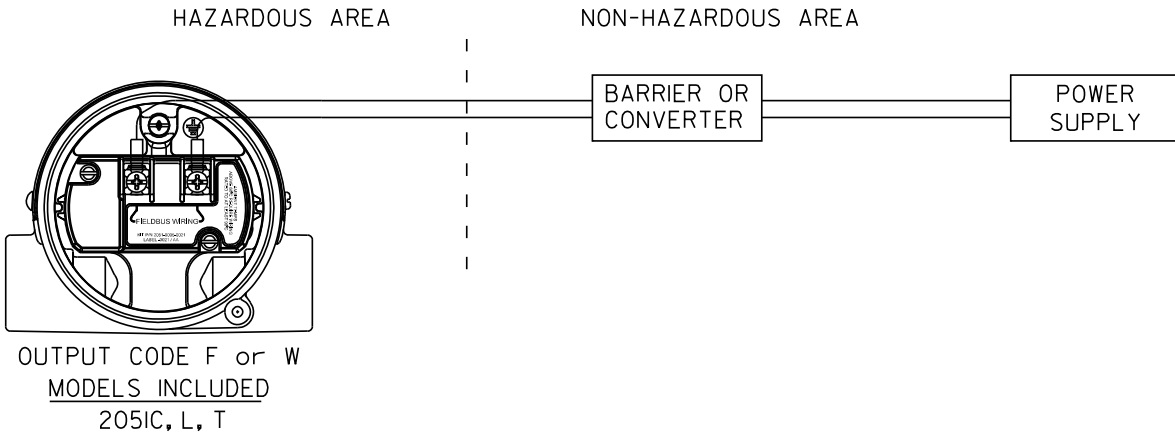 HAZARDOUS AREA
NON-HAZARDOUS AREA
BARRIER OR
CONVERTER
POWER
SUPPLY
FIELDBUS WIRING
OUTPUT CODE F or W
MODELS INCLUDED
2051C, L, T